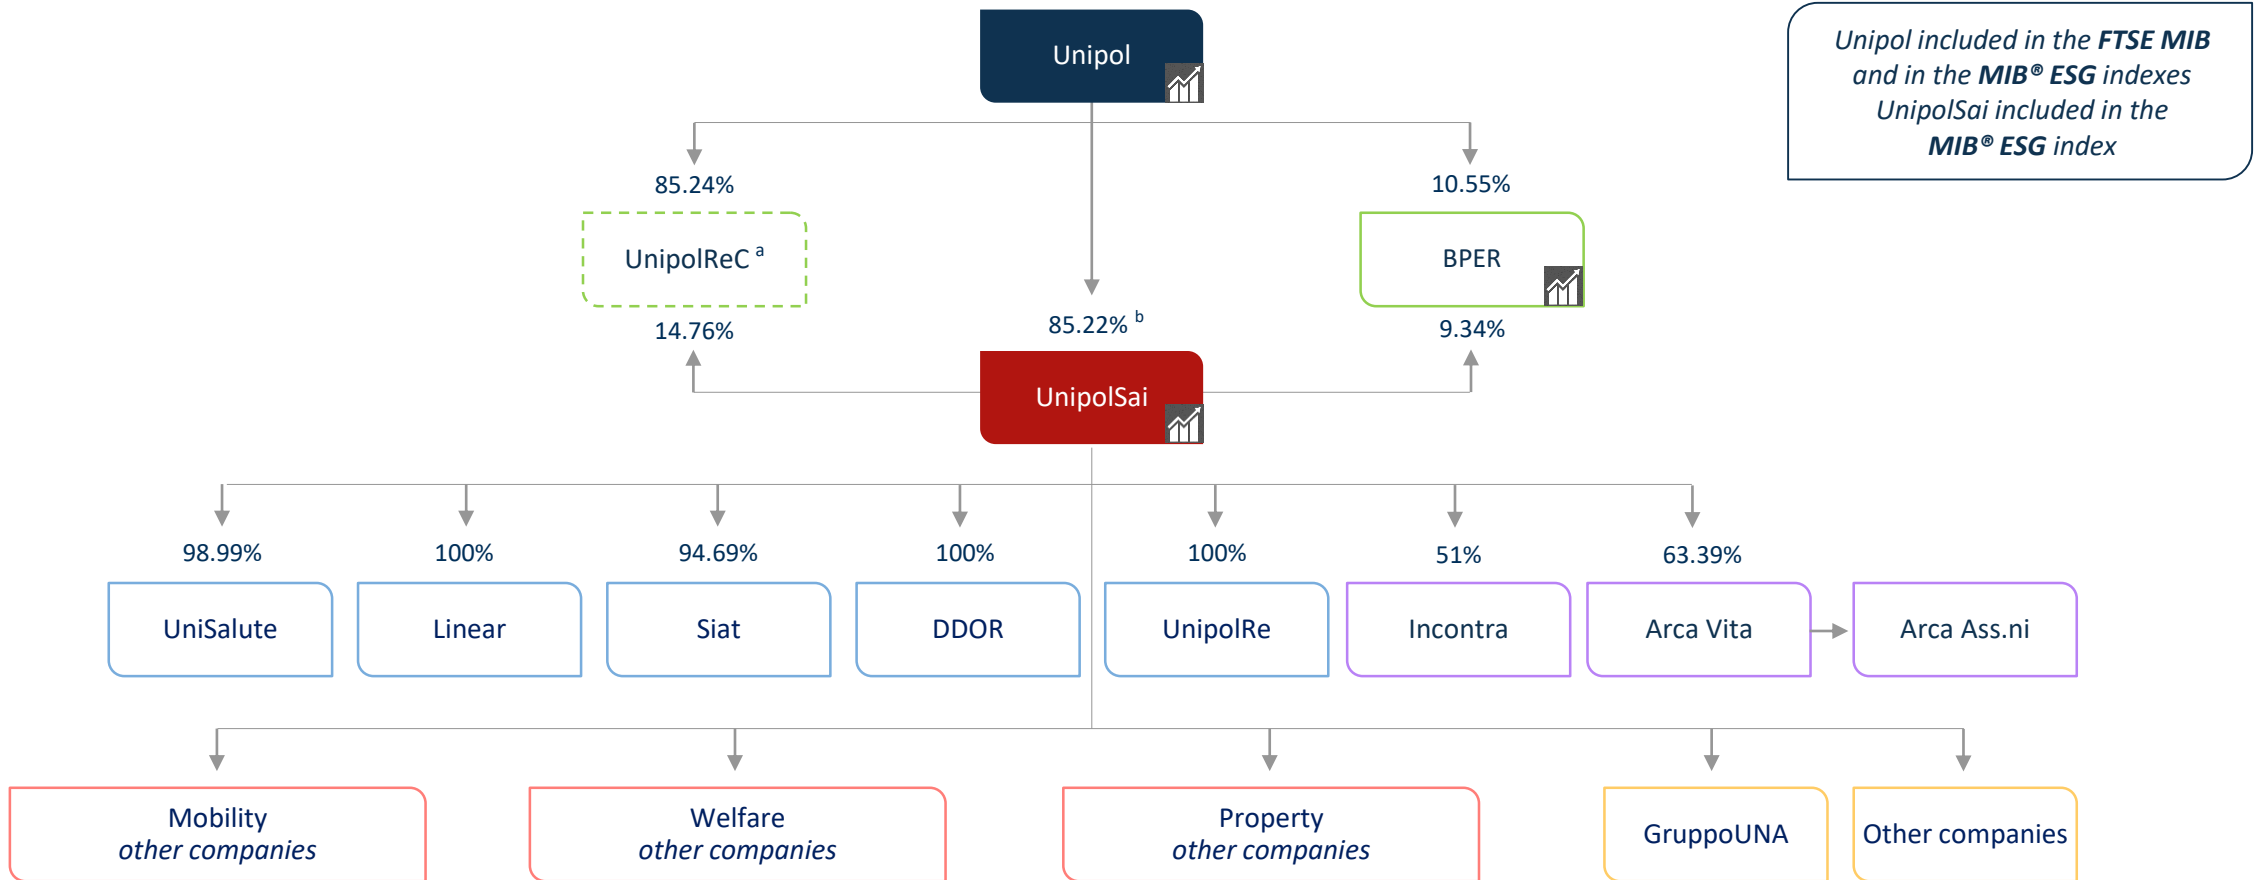 Unipol
Unipol included in the FTSE MIB
and in the MIB® ESG indexes
UnipolSai included in the
MIB® ESG index
85.24%
10.55%
UnipolReC a
BPER
14.76%
85.22% b
9.34%
UnipolSai
98.99%
100%
94.69%
100%
100%
51%
63.39%
UniSalute
Linear
Siat
DDOR
UnipolRe
Incontra
Arca Vita
Arca Ass.ni
Mobility
other companies
Welfare
other companies
Property
other companies
GruppoUNA
Other companies